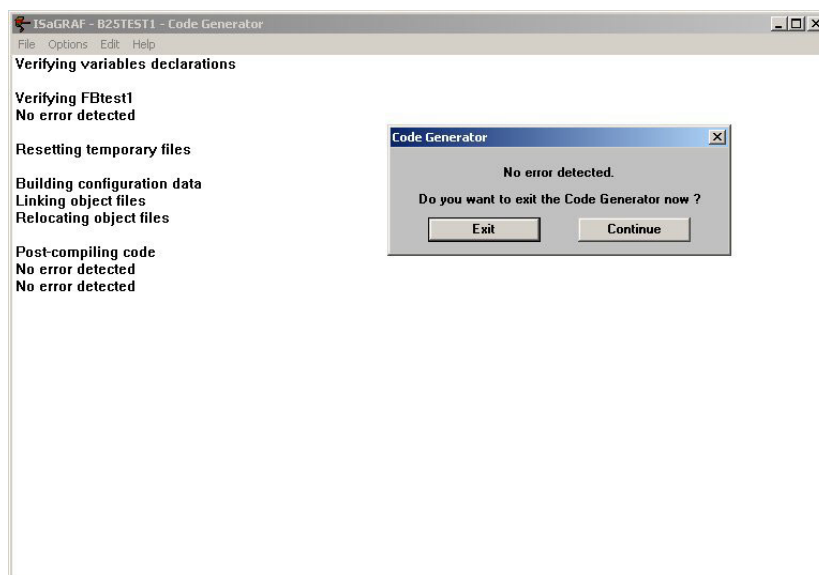 ISaGRAF - B25TEST1 - Code Generator
File Options Edit Help
Verifying variables declarations
Verifying FBtest1
No error detected
Resetting temporary files
Building configuration data
Linking object files
Relocating object files
Post-compiling code
No error detected
No error detected
Code Generator
No error detected.
Do you want to exit the Code Generator now ?
Exit Continue